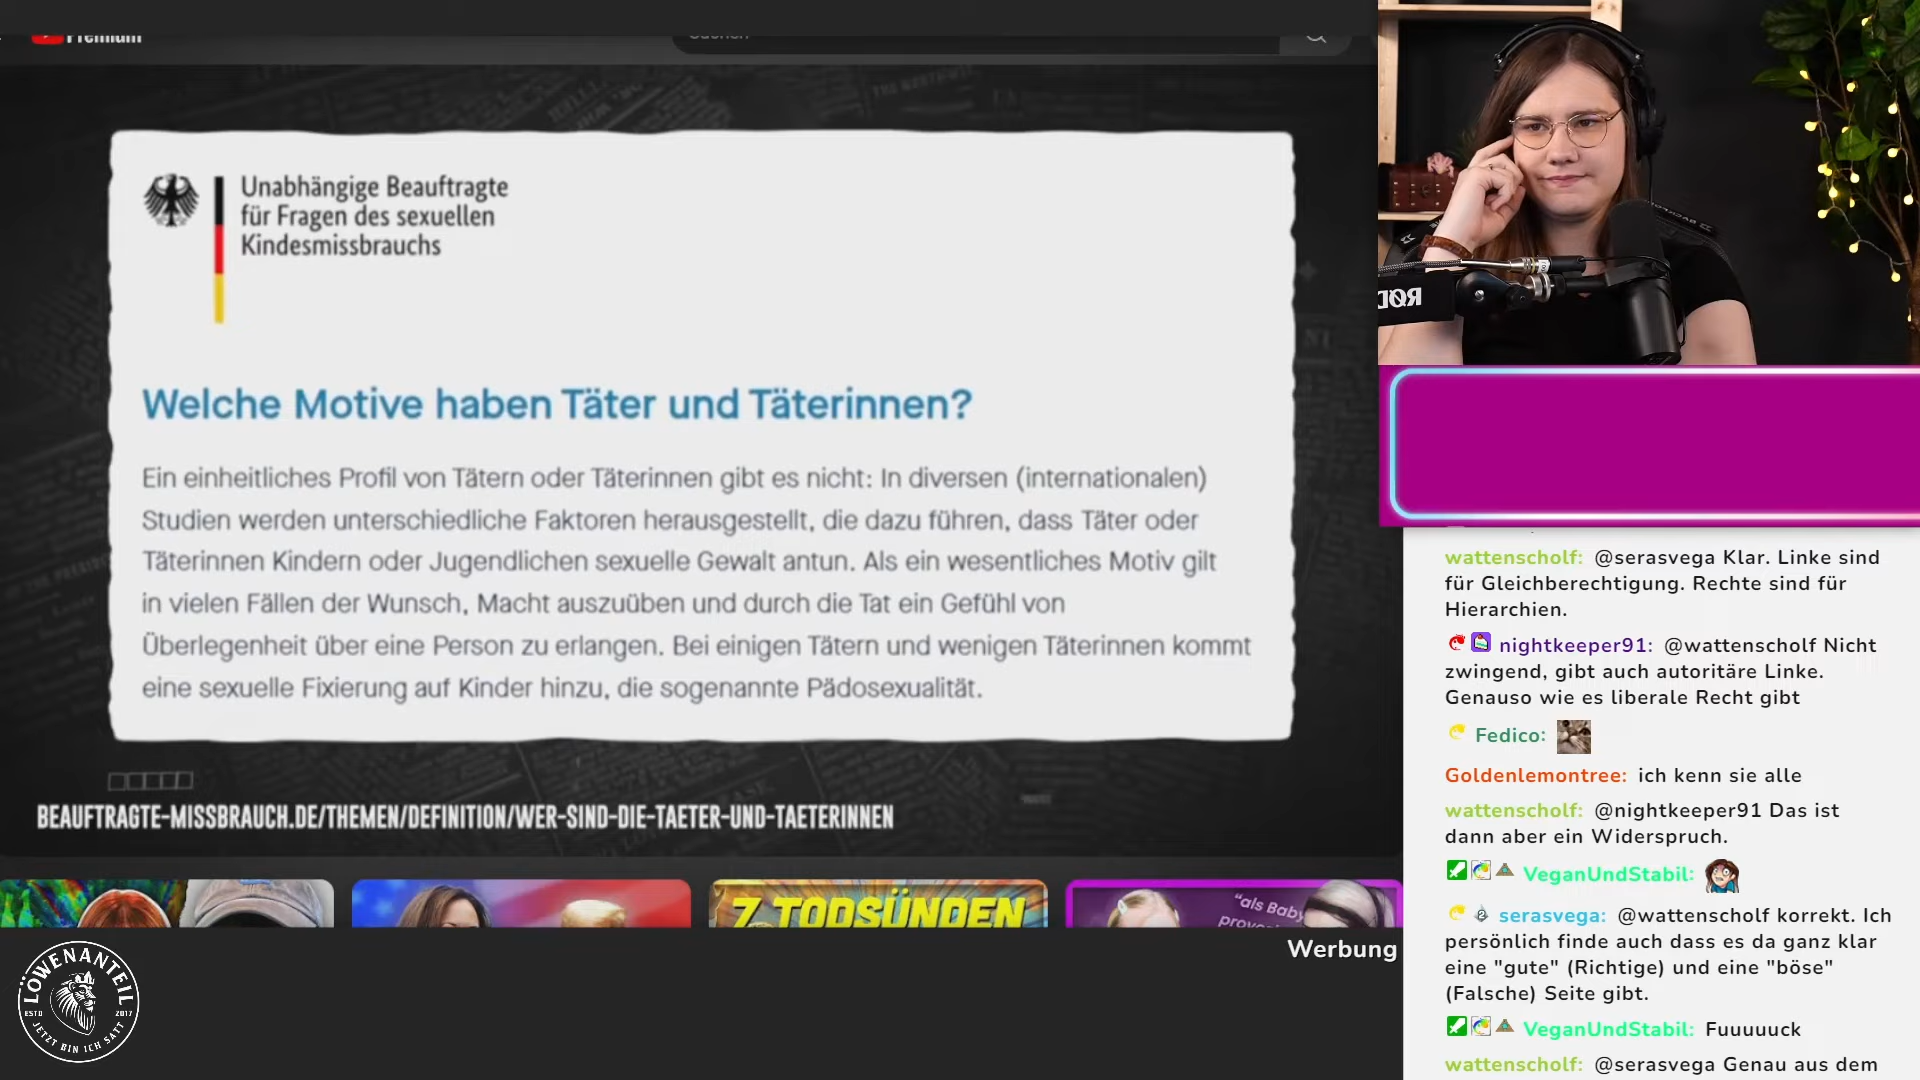 Premium
Suchen
Unabhängige Beauftragte
für Fragen des sexuellen
Kindesmissbrauchs
Welche Motive haben Täter und Täterinnen?
Ein einheitliches Profil von Tätern oder Täterinnen gibt es nicht: In diversen (internationalen)
Studien werden unterschiedliche Faktoren herausgestellt, die dazu führen, dass Täter oder
Täterinnen Kindern oder Jugendlichen sexuelle Gewalt antun. Als ein wesentliches Motiv gilt
in vielen Fällen der Wunsch, Macht auszuüben und durch die Tat ein Gefühl von
Überlegenheit über eine Person zu erlangen. Bei einigen Tätern und wenigen Täterinnen kommt
eine sexuelle Fixierung auf Kinder hinzu, die sogenannte Pädosexualität.
BEAUFTRAGTE-MISSBRAUCH.DE/THEMEN/DEFINITION/WER-SIND-DIE-TAETER-UND-TAETERINNEN
7 TODSÜNDEN
"als Baby
Werbung
LÖWENANTEIL
ESTD 2017
JETZT BIN ICH SATT
RØDE
wattenscholf: @serasvega Klar. Linke sind
für Gleichberechtigung. Rechte sind für
Hierarchien.
nightkeeper91: @wattenscholf Nicht
zwingend, gibt auch autoritäre Linke.
Genauso wie es liberale Recht gibt
Fedico:
Goldenlemontree: ich kenn sie alle
wattenscholf: @nightkeeper91 Das ist
dann aber ein Widerspruch.
VeganUndStabil:
serasvega: @wattenscholf korrekt. Ich
persönlich finde auch dass es da ganz klar
eine "gute" (Richtige) und eine "böse"
(Falsche) Seite gibt.
VeganUndStabil: Fuuuuuck
wattenscholf: @serasvega Genau aus dem